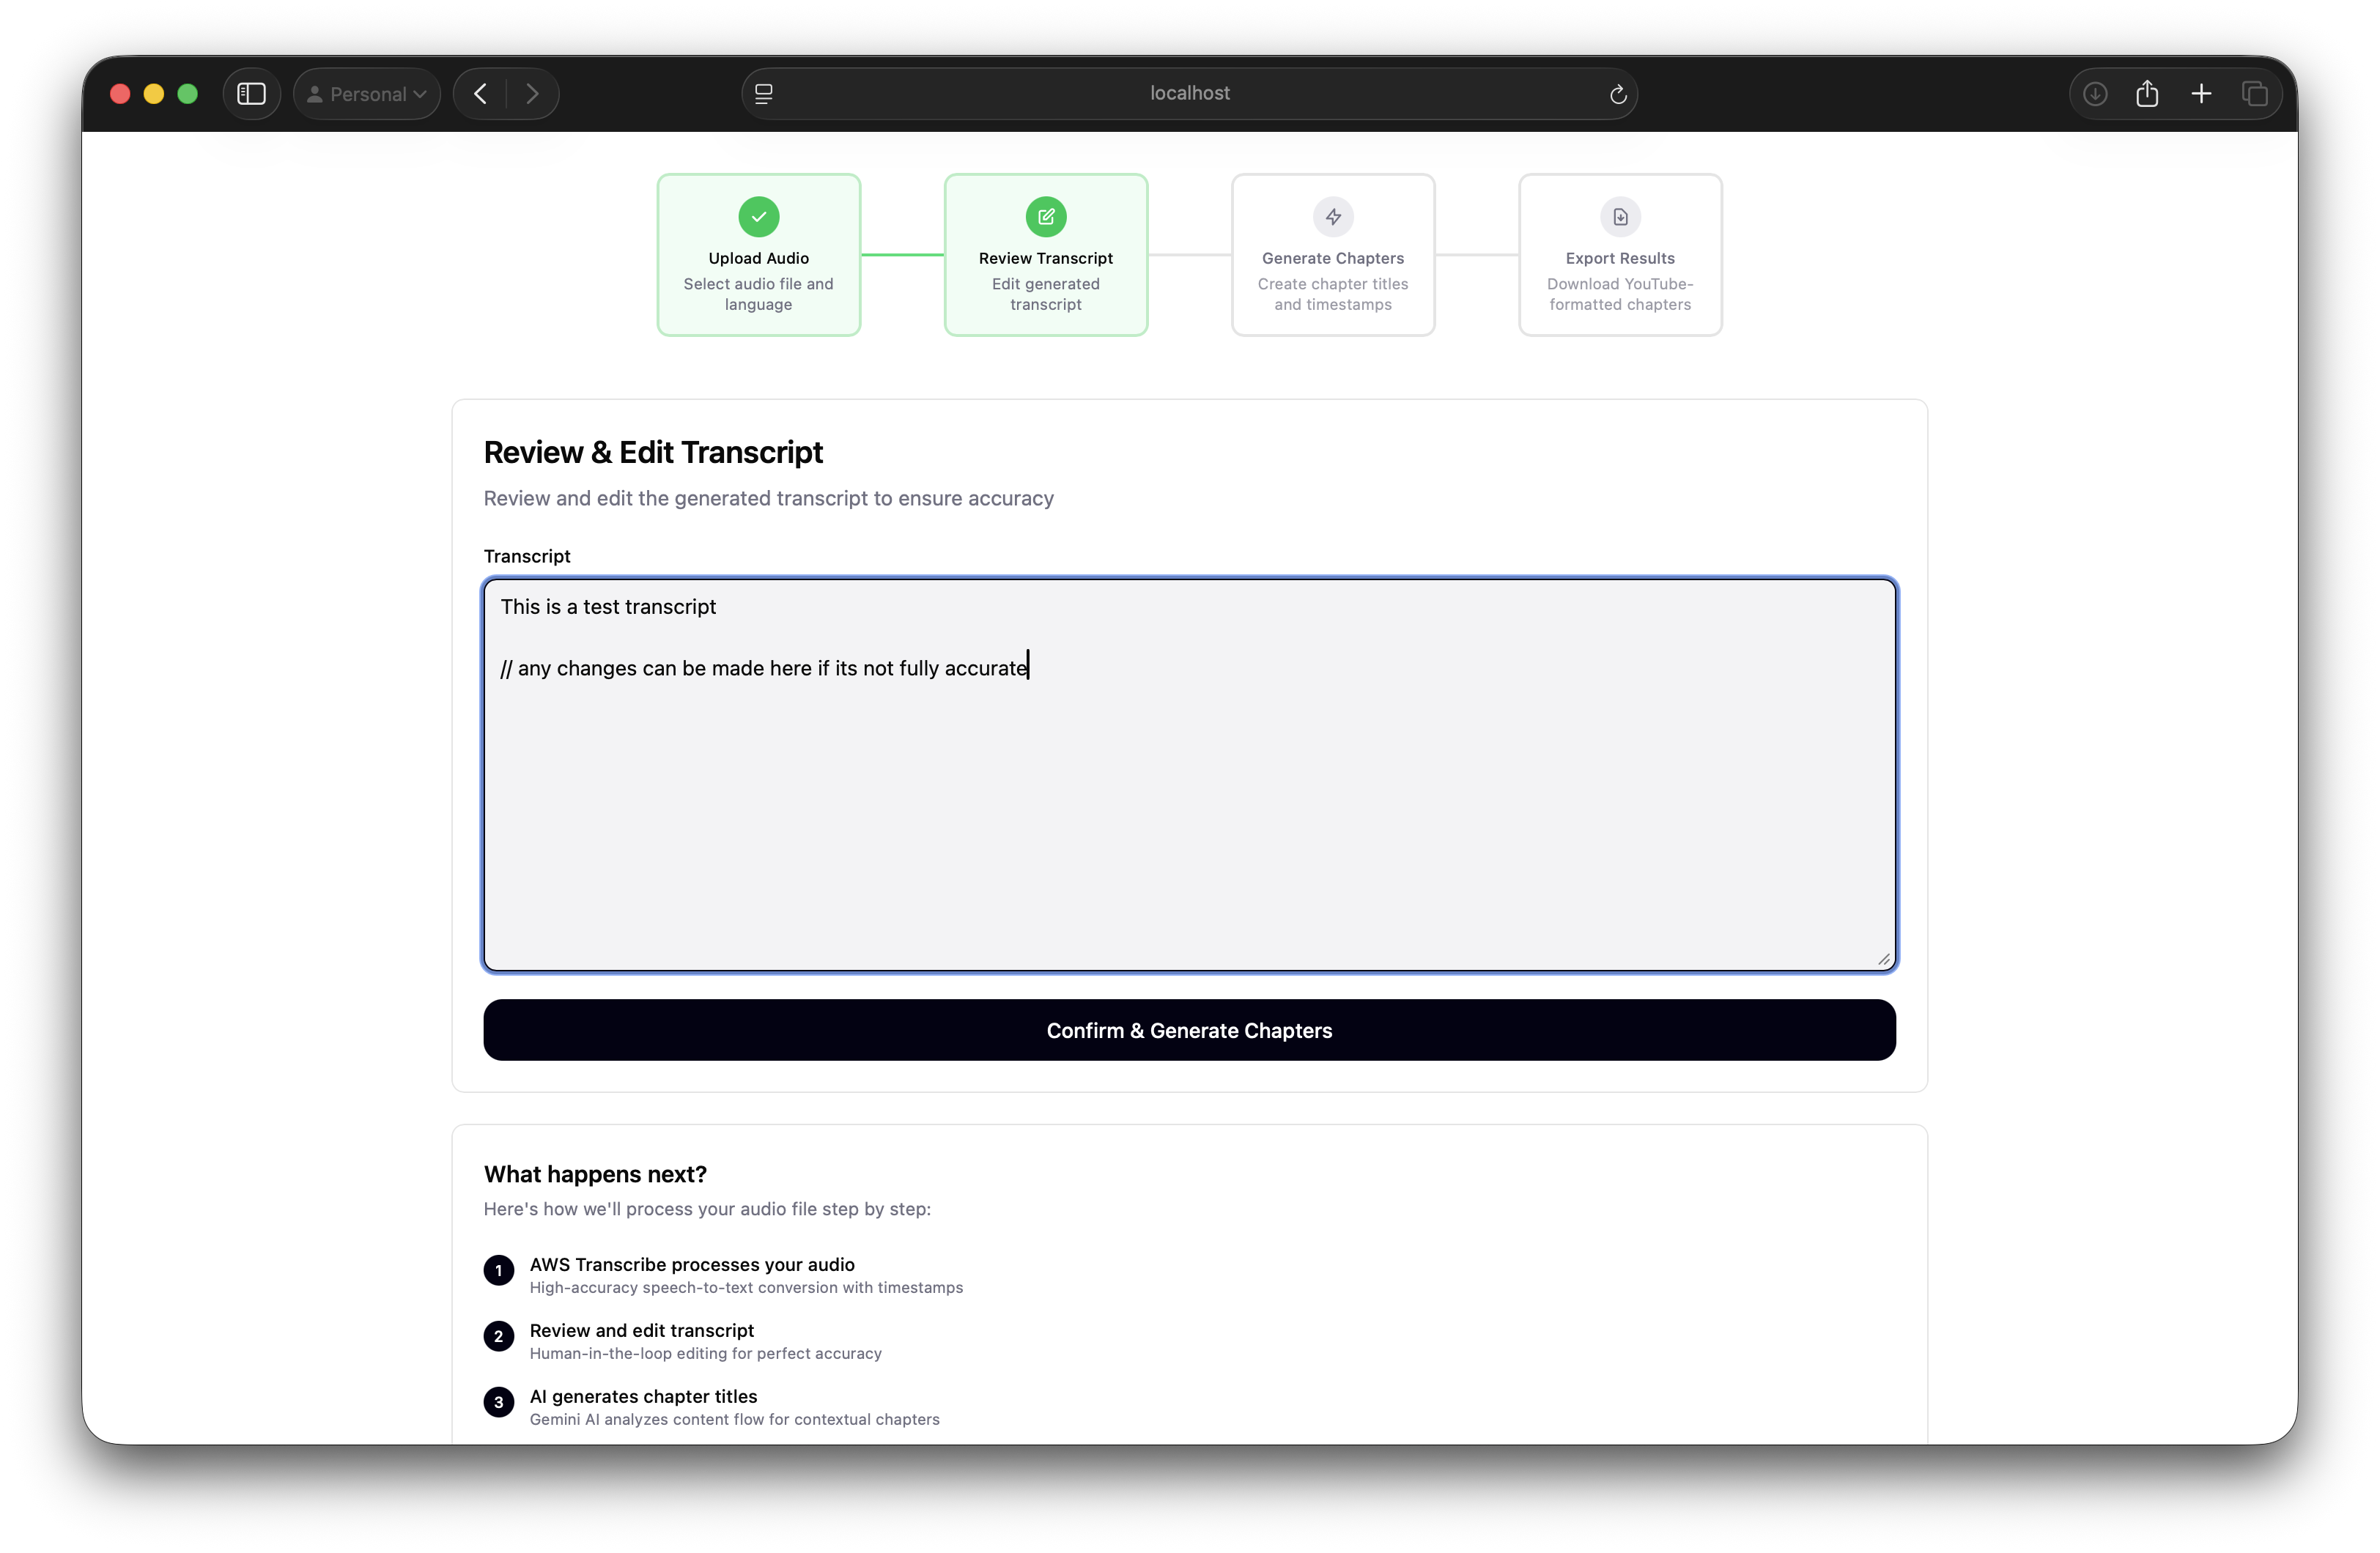 Personal
localhost
Upload Audio
Select audio file and
language
Review Transcript
Edit generated
transcript
Generate Chapters
Create chapter titles
and timestamps
Export Results
Download YouTube-
formatted chapters
Review & Edit Transcript
Review and edit the generated transcript to ensure accuracy
Transcript
This is a test transcript
// any changes can be made here if its not fully accurate
Confirm & Generate Chapters
What happens next?
Here's how we'll process your audio file step by step:
1
AWS Transcribe processes your audio
High-accuracy speech-to-text conversion with timestamps
2
Review and edit transcript
Human-in-the-loop editing for perfect accuracy
3
AI generates chapter titles
Gemini AI analyzes content flow for contextual chapters